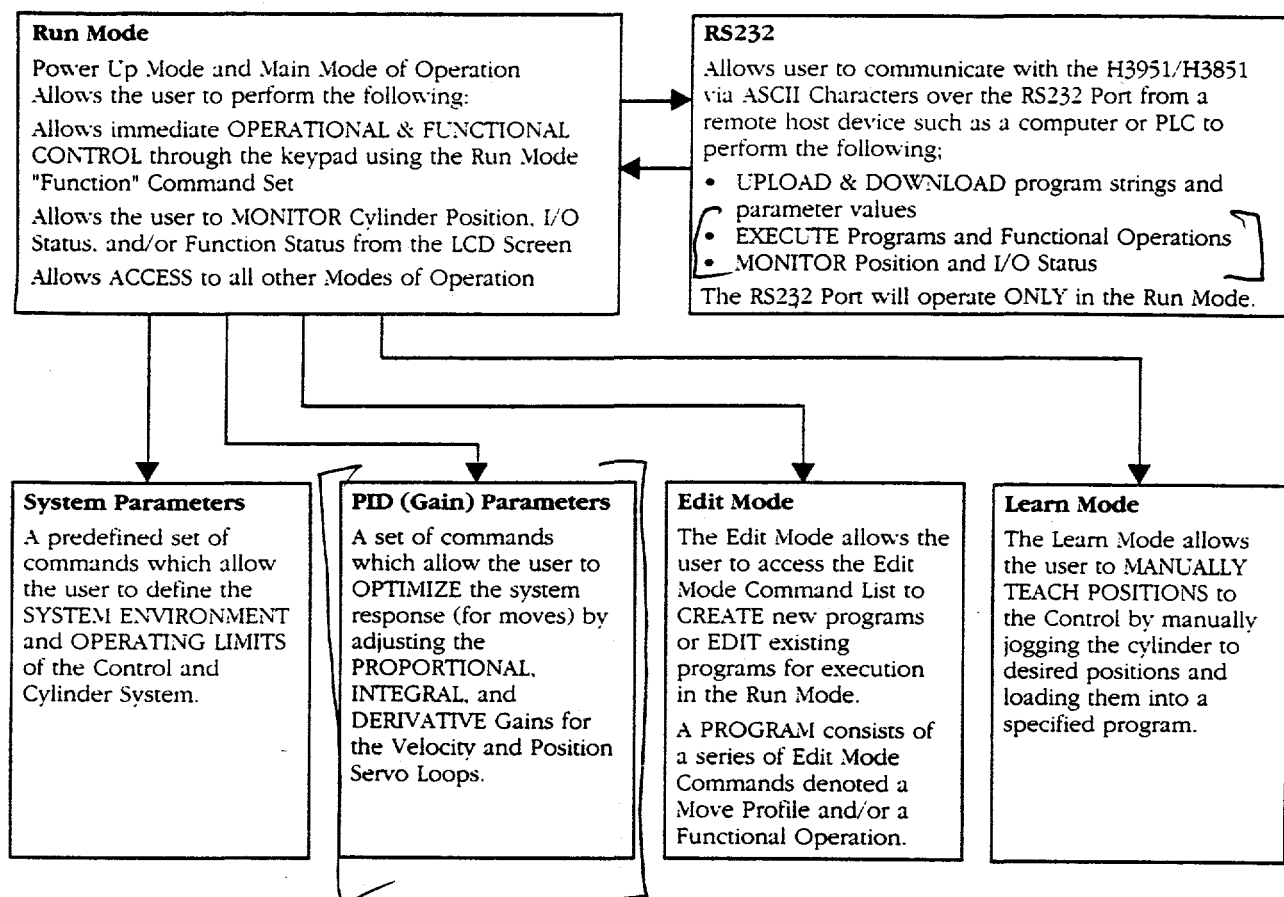 Run Mode
Power Up Mode and Main Mode of Operation
Allows the user to perform the following:
Allows immediate OPERATIONAL & FUNCTIONAL
CONTROL through the keypad using the Run Mode
"Function" Command Set
Allows the user to MONITOR Cylinder Position, I/O
Status, and/or Function Status from the LCD Screen
Allows ACCESS to all other Modes of Operation
RS232
Allows user to communicate with the H3951/H3851
via ASCII Characters over the RS232 Port from a
remote host device such as a computer or PLC to
perform the following;
• UPLOAD & DOWNLOAD program strings and
parameter values
• EXECUTE Programs and Functional Operations
• MONITOR Position and I/O Status
The RS232 Port will operate ONLY in the Run Mode.
System Parameters
A predefined set of
commands which allow
the user to define the
SYSTEM ENVIRONMENT
and OPERATING LIMITS
of the Control and
Cylinder System.
PID (Gain) Parameters
A set of commands
which allow the user to
OPTIMIZE the system
response (for moves) by
adjusting the
PROPORTIONAL,
INTEGRAL, and
DERIVATIVE Gains for
the Velocity and Position
Servo Loops.
Edit Mode
The Edit Mode allows the
user to access the Edit
Mode Command List to
CREATE new programs
or EDIT existing
programs for execution
in the Run Mode.
A PROGRAM consists of
a series of Edit Mode
Commands denoted a
Move Profile and/or a
Functional Operation.
Learn Mode
The Learn Mode allows
the user to MANUALLY
TEACH POSITIONS to
the Control by manually
jogging the cylinder to
desired positions and
loading them into a
specified program.